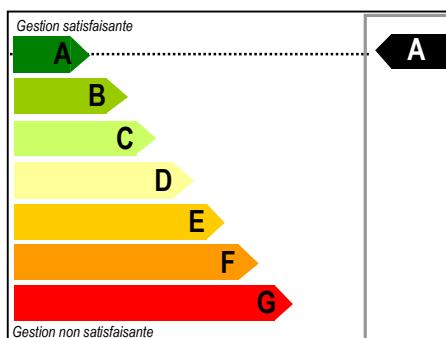 Gestion satisfaisante
A
A
B
C
D
E
F
G
Gestion non satisfaisante